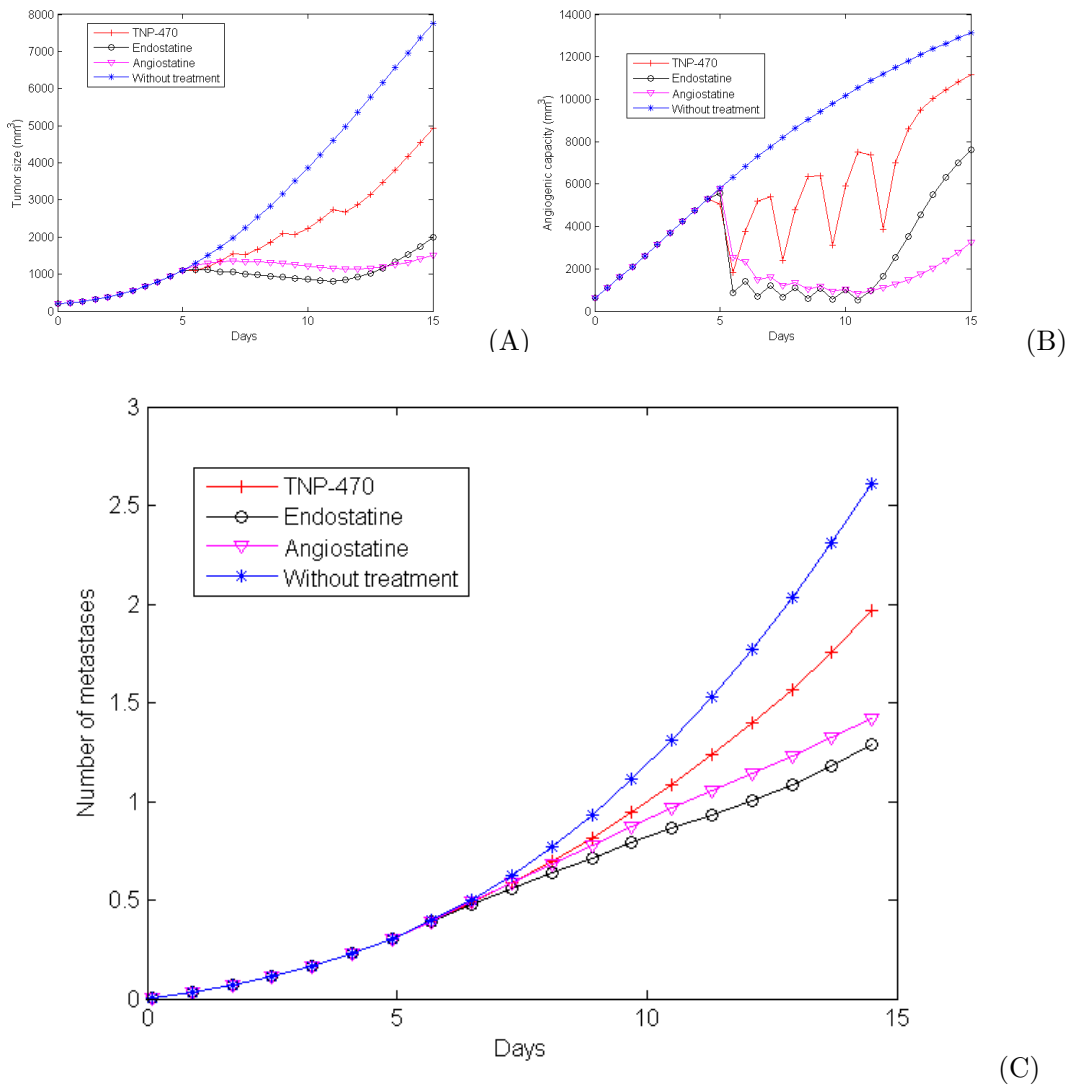 8000
7000
6000
5000
4000
3000
2000
1000
0
Tumor size (mm³)
TNP-470
Endostatine
Angiostatine
Without treatment
0 5 10 15
Days
(A)
14000
12000
10000
8000
6000
4000
2000
0
Angiogenic capacity (mm³)
TNP-470
Endostatine
Angiostatine
Without treatment
0 5 10 15
Days
(B)
3
2.5
2
1.5
1
0.5
0
Number of metastases
TNP-470
Endostatine
Angiostatine
Without treatment
0 5 10 15
Days
(C)